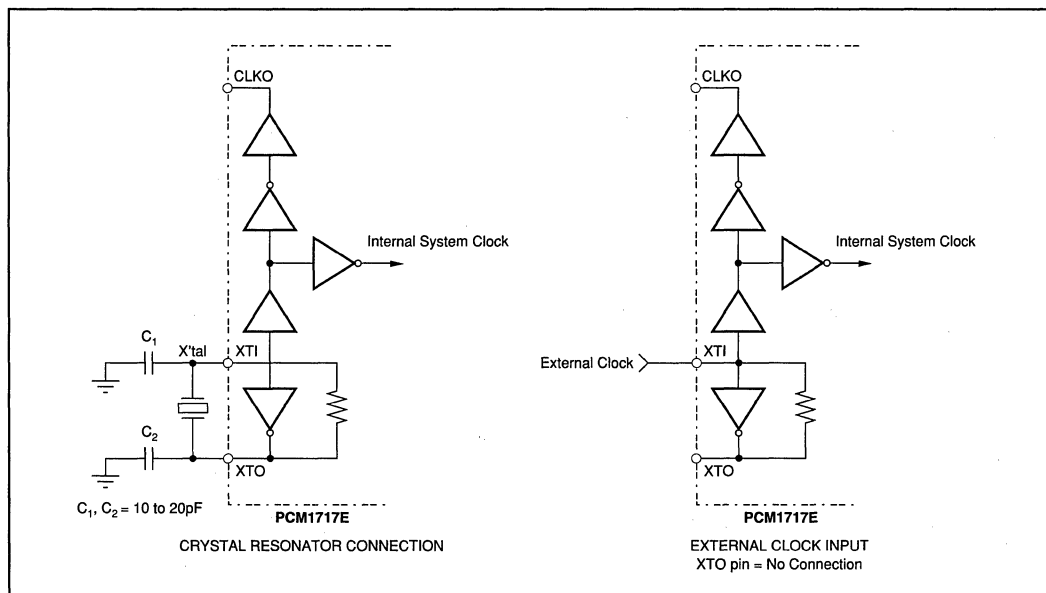 CLKO
Internal System Clock
C1
X'tal
XTI
C2
XTO
C1, C2 = 10 to 20pF
PCM1717E
CRYSTAL RESONATOR CONNECTION
CLKO
Internal System Clock
External Clock
XTI
XTO
PCM1717E
EXTERNAL CLOCK INPUT
XTO pin = No Connection